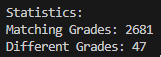 Statistics:
Matching Grades: 2681
Different Grades: 47